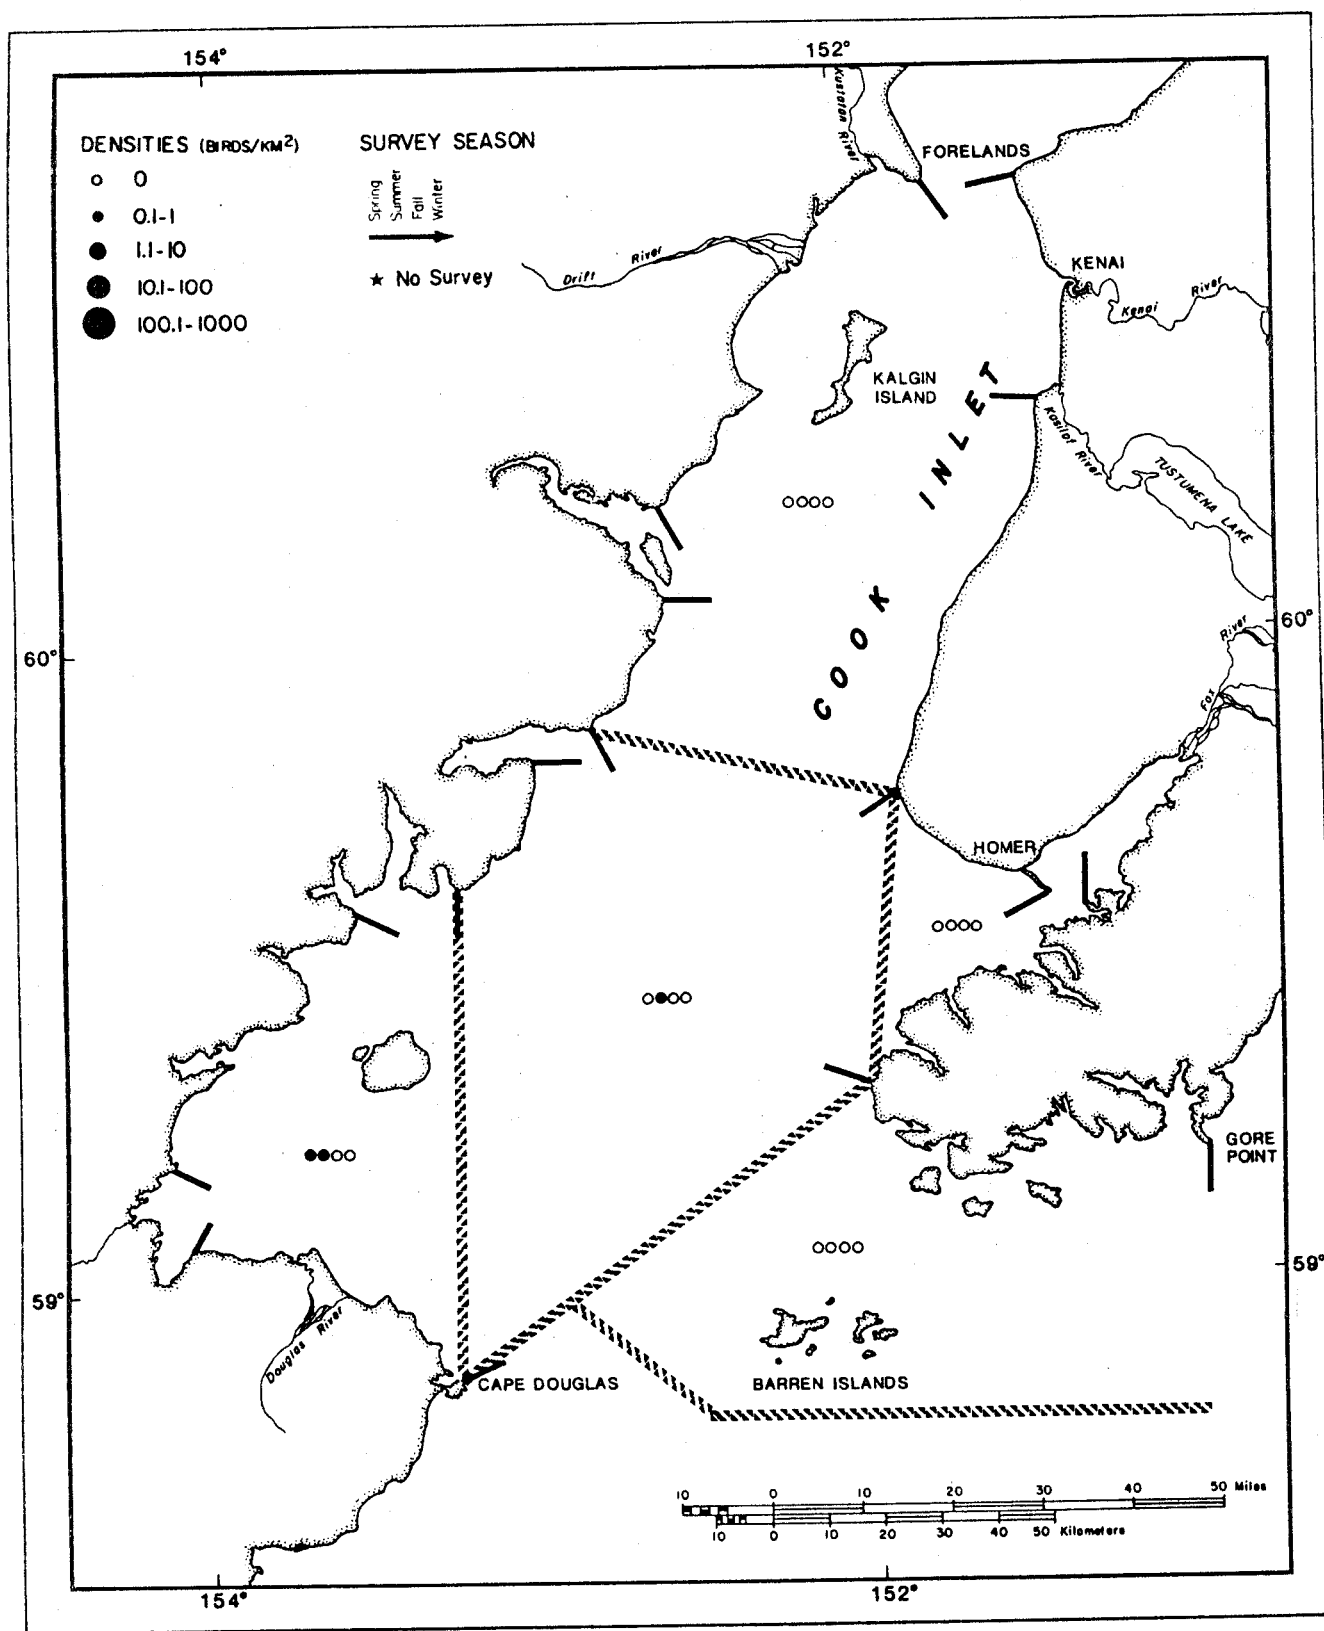 154°
152°
DENSITIES (BIRDS/KM²)
0
0.1-1
1.1-10
10.1-100
100.1-1000
SURVEY SEASON
Spring
Summer
Fall
Winter
★ No Survey
Kustatan River
FORELANDS
Drift River
KENAI
Kenai River
KALGIN
ISLAND
Kasilof River
TUSTUMENA LAKE
COOK INLET
60°
60°
Fox River
HOMER
GORE
POINT
59°
59°
Douglas River
CAPE DOUGLAS
BARREN ISLANDS
10 0 10 20 30 40 50 Miles
10 0 10 20 30 40 50 Kilometers
154°
152°